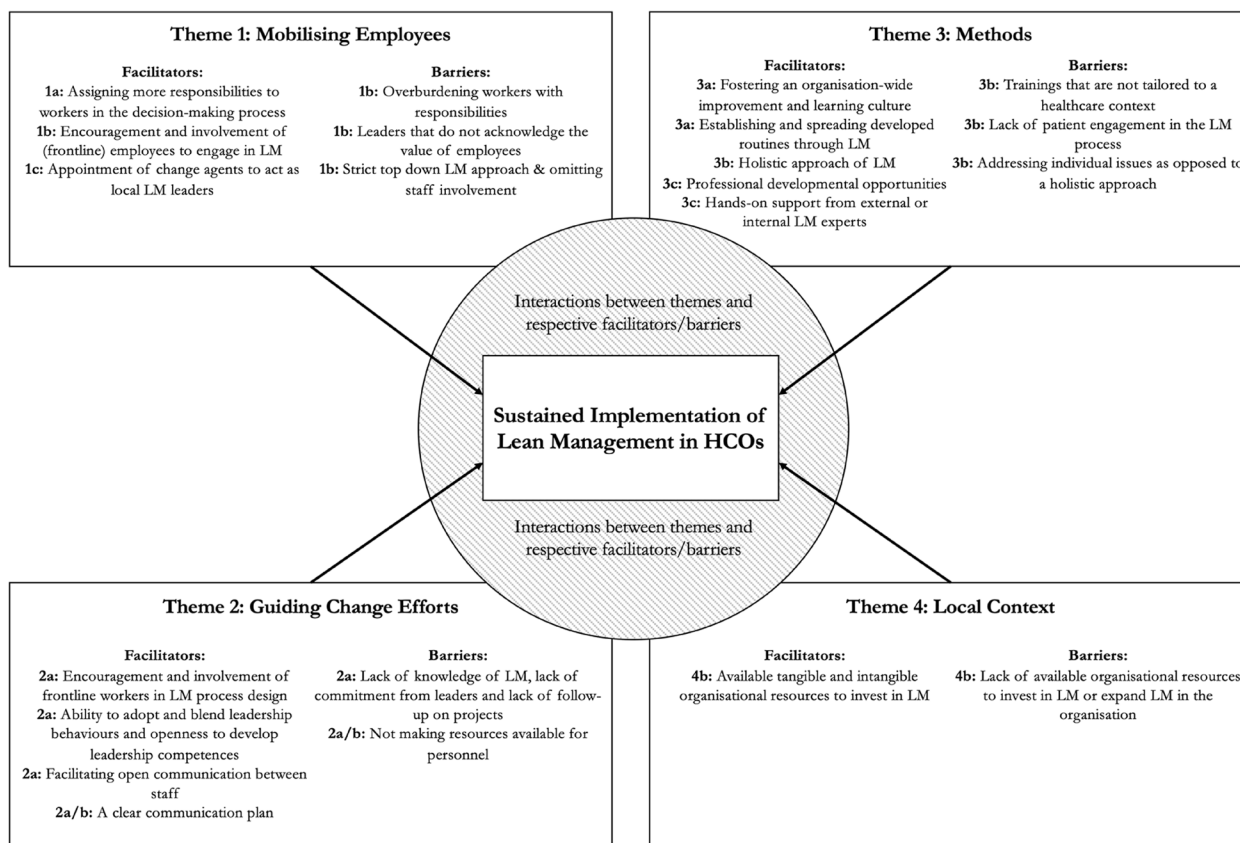 Theme 1: Mobilising Employees
Facilitators:
1a: Assigning more responsibilities to
workers in the decision-making process
1b: Encouragement and involvement of
(frontline) employees to engage in LM
1c: Appointment of change agents to act as
local LM leaders
Barriers:
1b: Overburdening workers with
responsibilities
1b: Leaders that do not acknowledge the
value of employees
1b: Strict top down LM approach & omitting
staff involvement
Theme 3: Methods
Facilitators:
3a: Fostering an organisation-wide
improvement and learning culture
3a: Establishing and spreading developed
routines through LM
3b: Holistic approach of LM
3c: Professional developmental opportunities
3c: Hands-on support from external or
internal LM experts
Barriers:
3b: Trainings that are not tailored to a
healthcare context
3b: Lack of patient engagement in the LM
process
3b: Addressing individual issues as opposed to
a holistic approach
Interactions between themes and
respective facilitators/barriers
Sustained Implementation of
Lean Management in HCOs
Interactions between themes and
respective facilitators/barriers
Theme 2: Guiding Change Efforts
Facilitators:
2a: Encouragement and involvement of
frontline workers in LM process design
2a: Ability to adopt and blend leadership
behaviours and openness to develop
leadership competences
2a: Facilitating open communication between
staff
2a/b: A clear communication plan
Barriers:
2a: Lack of knowledge of LM, lack of
commitment from leaders and lack of follow-
up on projects
2a/b: Not making resources available for
personnel
Theme 4: Local Context
Facilitators:
4b: Available tangible and intangible
organisational resources to invest in LM
Barriers:
4b: Lack of available organisational resources
to invest in LM or expand LM in the
organisation